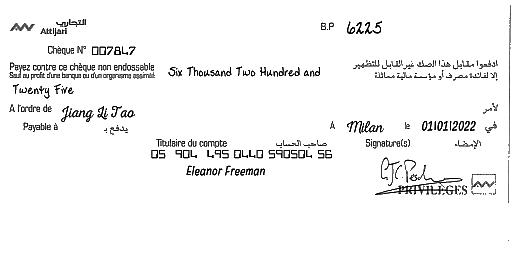 التجاري
Attijari
B.P 6225
Chèque N° 007847
Payez contre ce chèque non endossable
Sauf au profit d'une banque ou d'un organisme assimilé
Six Thousand Two Hundred and
ادفعوا مقابل هذا الصك غير القابل للتظهير
إلا لفائدة مصرف أو مؤسسة مالية مماثلة
Twenty Five
A l'ordre de Jiang Li Tao
لأمر
Payable à يدفع بـ
A Milan le 01/01/2022 في
Titulaire du compte صاحب الحساب
Signature(s) الإمضاء
05 904 495 0440 590504 56
Eleanor Freeman
PRIVILÈGES